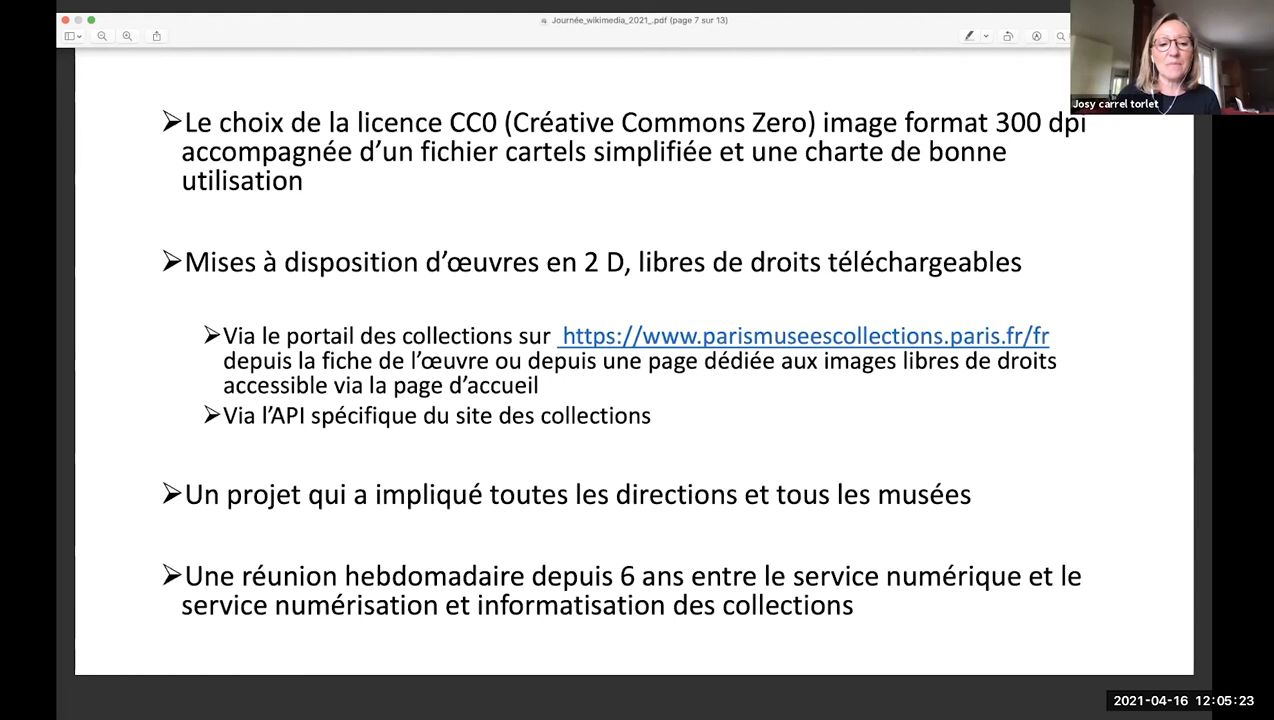 Journée_wikimedia_2021_.pdf (page 7 sur 13)
Josy carrel torlet
➢Le choix de la licence CC0 (Créative Commons Zero) image format 300 dpi
accompagnée d’un fichier cartels simplifiée et une charte de bonne
utilisation
➢Mises à disposition d’œuvres en 2 D, libres de droits téléchargeables
➢Via le portail des collections sur https://www.parismuseescollections.paris.fr/fr
depuis la fiche de l’œuvre ou depuis une page dédiée aux images libres de droits
accessible via la page d’accueil
➢Via l’API spécifique du site des collections
➢Un projet qui a impliqué toutes les directions et tous les musées
➢Une réunion hebdomadaire depuis 6 ans entre le service numérique et le
service numérisation et informatisation des collections
2021-04-16 12:05:23